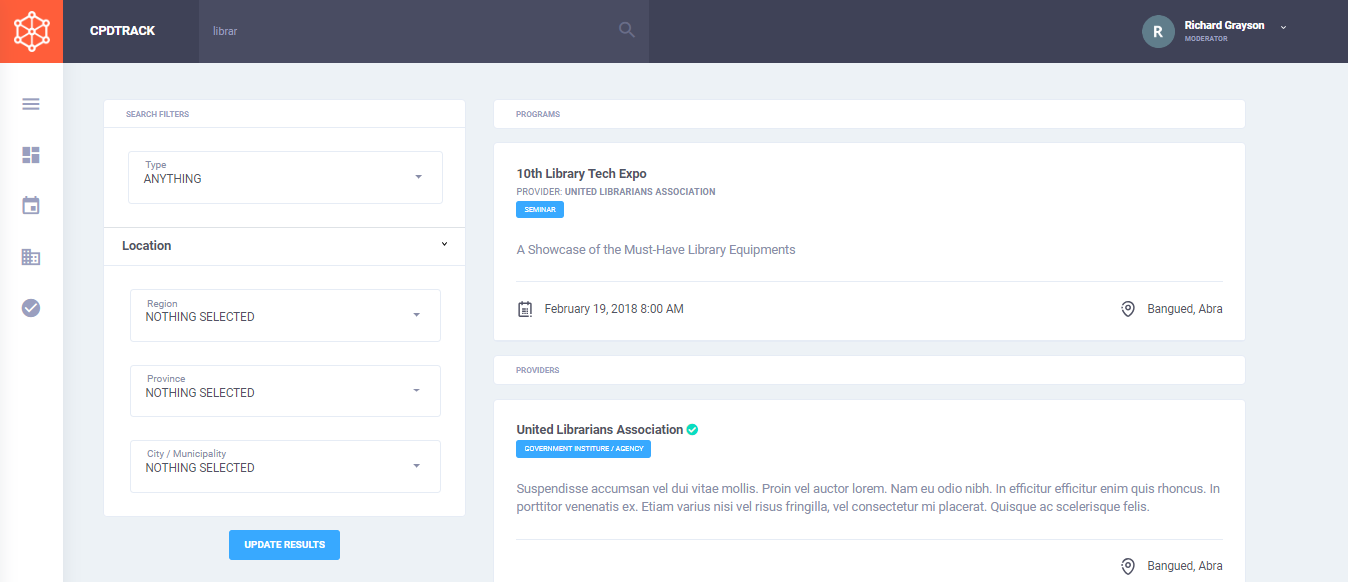 CPDTRACK
librar
R
Richard Grayson
MODERATOR
SEARCH FILTERS
Type
ANYTHING
Location
Region
NOTHING SELECTED
Province
NOTHING SELECTED
City / Municipality
NOTHING SELECTED
UPDATE RESULTS
PROGRAMS
10th Library Tech Expo
PROVIDER: UNITED LIBRARIANS ASSOCIATION
SEMINAR
A Showcase of the Must-Have Library Equipments
February 19, 2018 8:00 AM
Bangued, Abra
PROVIDERS
United Librarians Association
GOVERNMENT INSTITURE / AGENCY
Suspendisse accumsan vel dui vitae mollis. Proin vel auctor lorem. Nam eu odio nibh. In efficitur efficitur enim quis rhoncus. In
porttitor venenatis ex. Etiam varius nisi vel risus fringilla, vel consectetur mi placerat. Quisque ac scelerisque felis.
Bangued, Abra